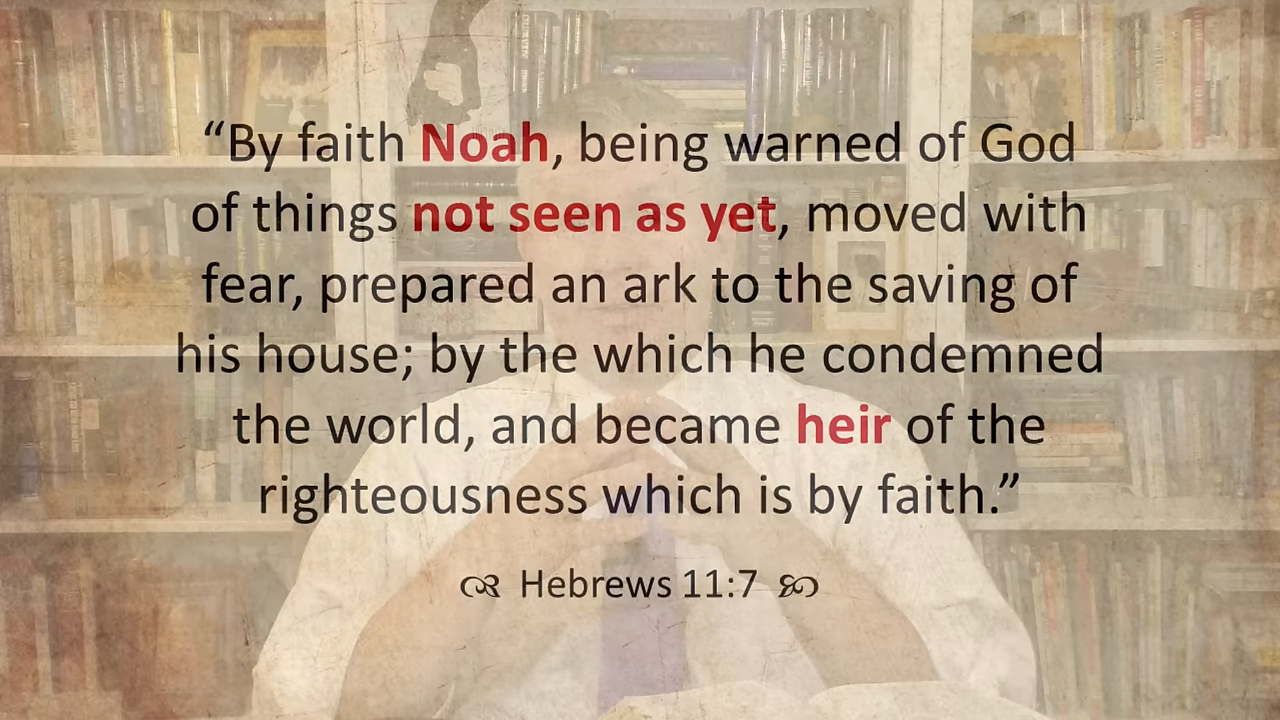 “By faith Noah, being warned of God
of things not seen as yet, moved with
fear, prepared an ark to the saving of
his house; by the which he condemned
the world, and became heir of the
righteousness which is by faith.”
Hebrews 11:7